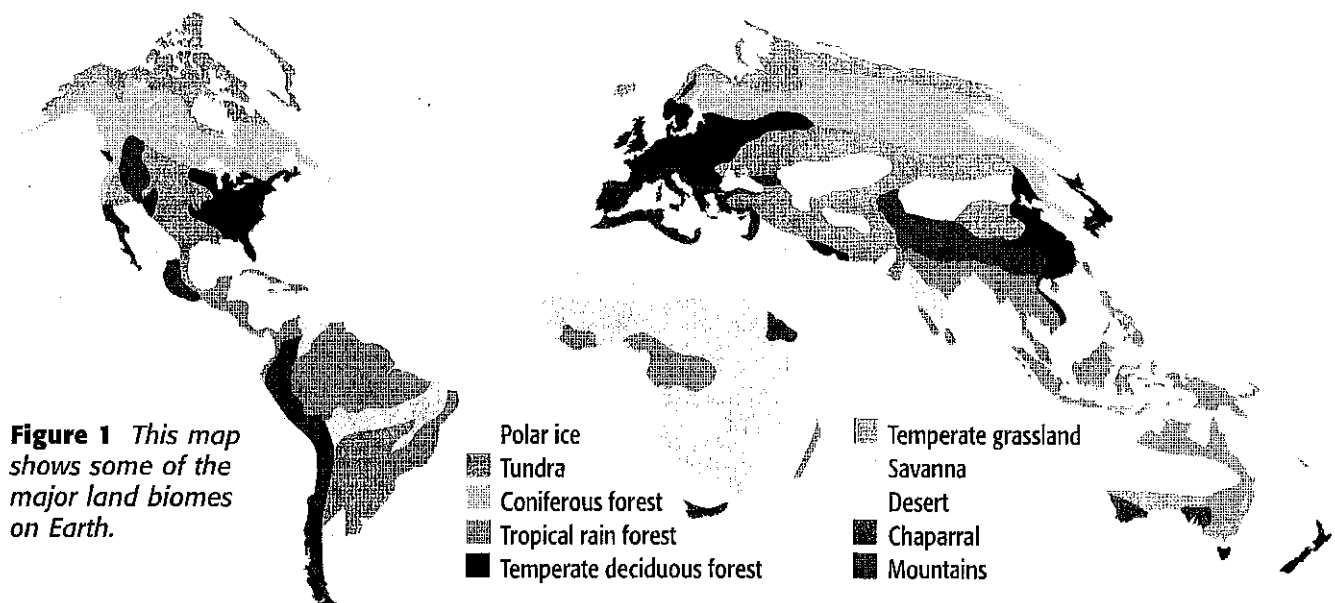 Figure 1 This map
shows some of the
major land biomes
on Earth.
Polar ice
Tundra
Coniferous forest
Tropical rain forest
Temperate deciduous forest
Temperate grassland
Savanna
Desert
Chaparral
Mountains